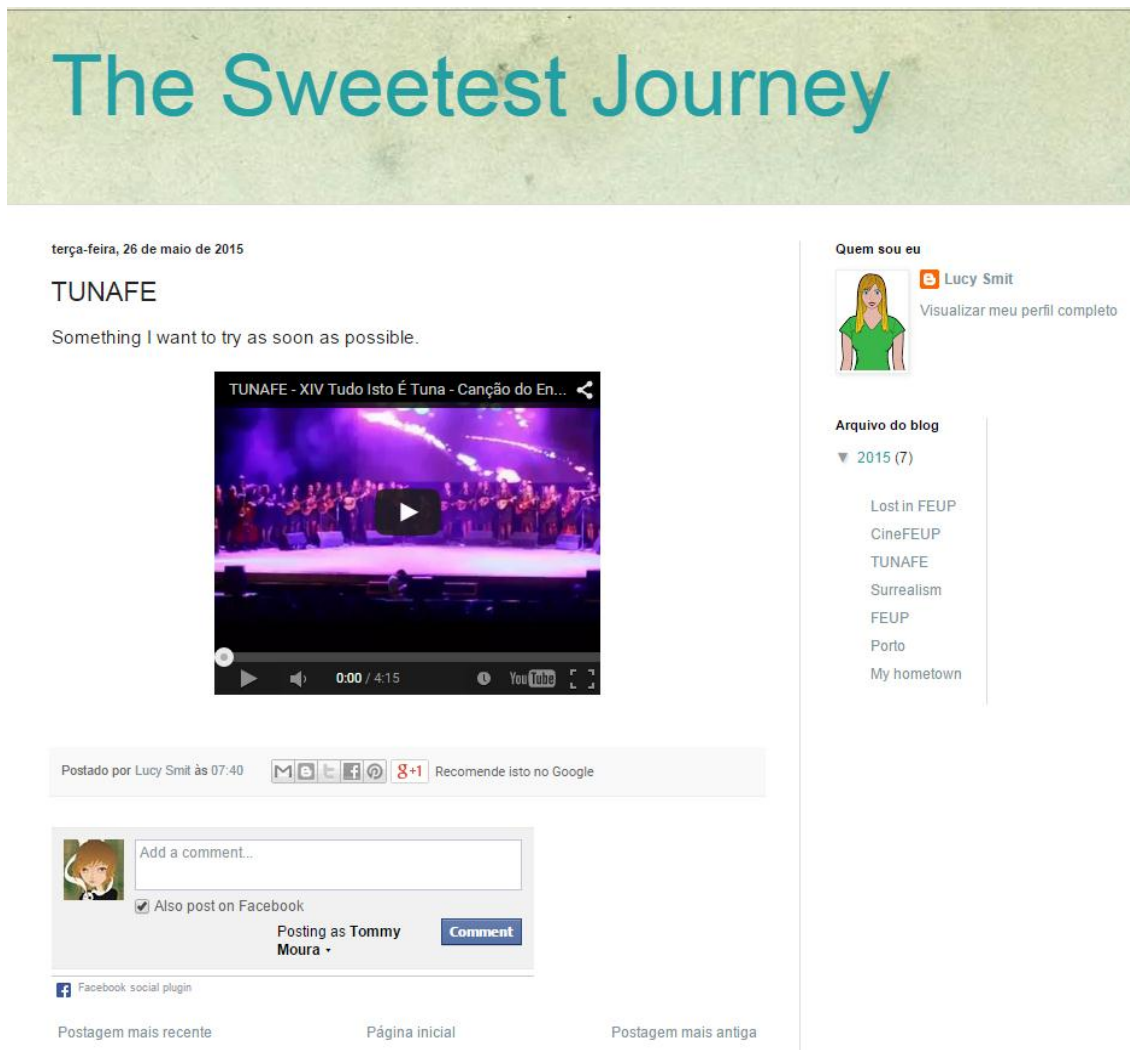 The Sweetest Journey
terça-feira, 26 de maio de 2015
TUNAFE
Something I want to try as soon as possible.
TUNAFE - XIV Tudo Isto É Tuna - Canção do En...
0:00 / 4:15
YouTube
Postado por Lucy Smit às 07:40
g+1 Recomende isto no Google
Add a comment...
Also post on Facebook
Posting as Tommy
Moura
Comment
Facebook social plugin
Postagem mais recente
Página inicial
Postagem mais antiga
Quem sou eu
Lucy Smit
Visualizar meu perfil completo
Arquivo do blog
▼ 2015 (7)
Lost in FEUP
CineFEUP
TUNAFE
Surrealism
FEUP
Porto
My hometown